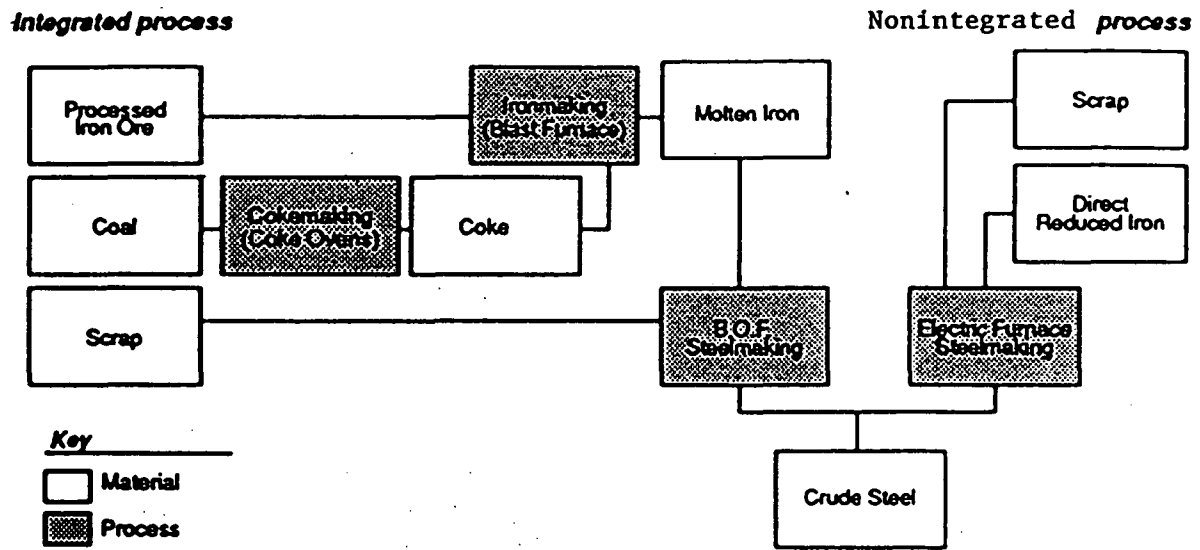 Integrated process
Nonintegrated process
Processed
Iron Ore
Ironmaking
(Blast Furnace)
Molten Iron
Scrap
Coal
Cokemaking
(Coke Ovens)
Coke
Direct
Reduced Iron
Scrap
B.O.F.
Steelmaking
Electric Furnace
Steelmaking
Key
Material
Process
Crude Steel